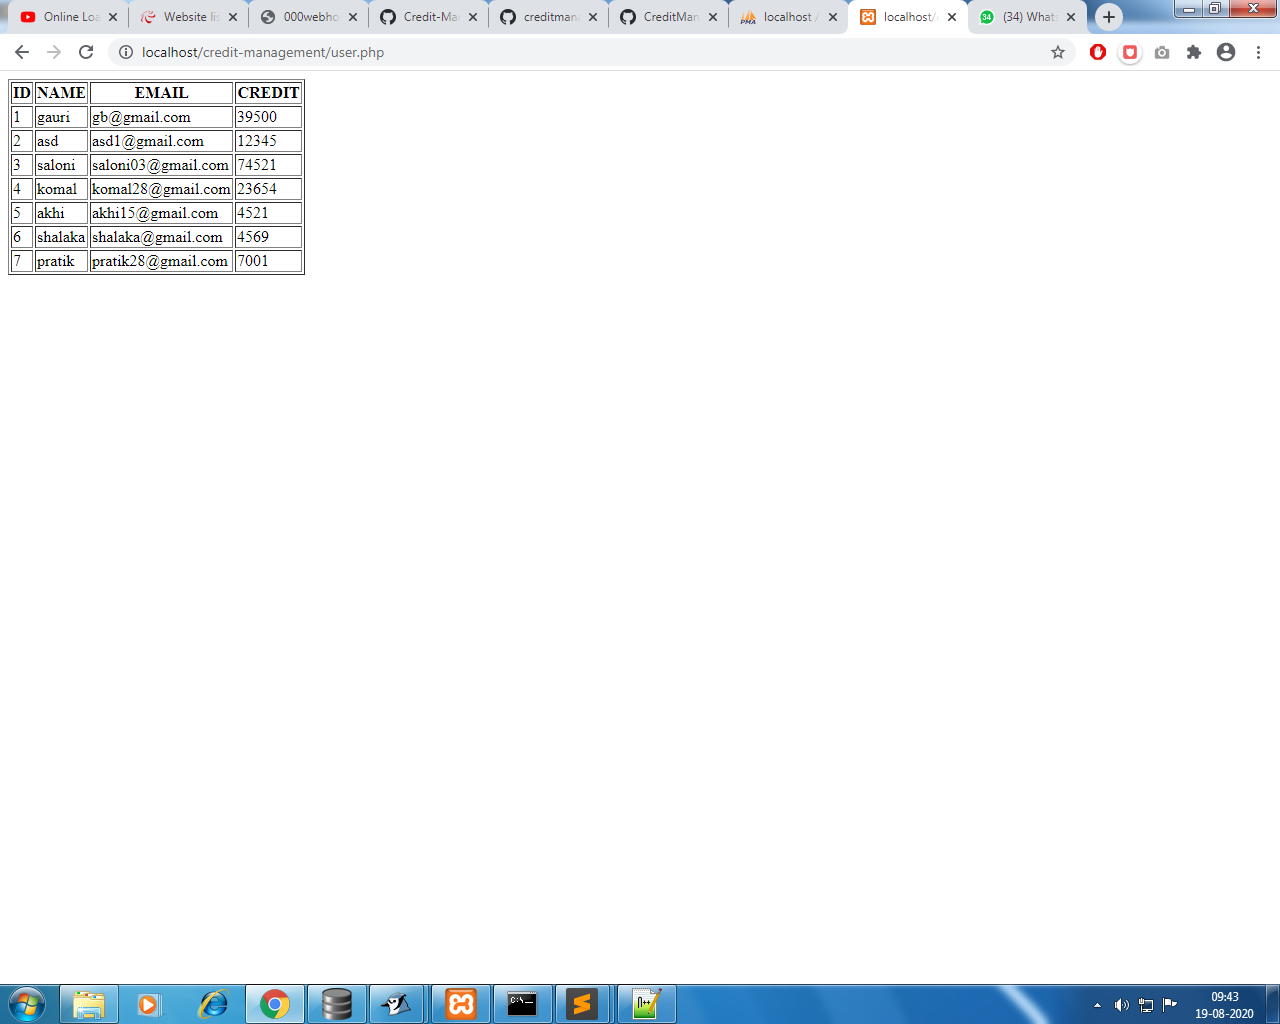 Online Loa Website lis 000webho Credit-Ma creditmana CreditMan localhost / localhost/ (34) Whats
localhost/credit-management/user.php
ID NAME EMAIL CREDIT
1 gauri gb@gmail.com 39500
2 asd asd1@gmail.com 12345
3 saloni saloni03@gmail.com 74521
4 komal komal28@gmail.com 23654
5 akhi akhi15@gmail.com 4521
6 shalaka shalaka@gmail.com 4569
7 pratik pratik28@gmail.com 7001
09:43
19-08-2020